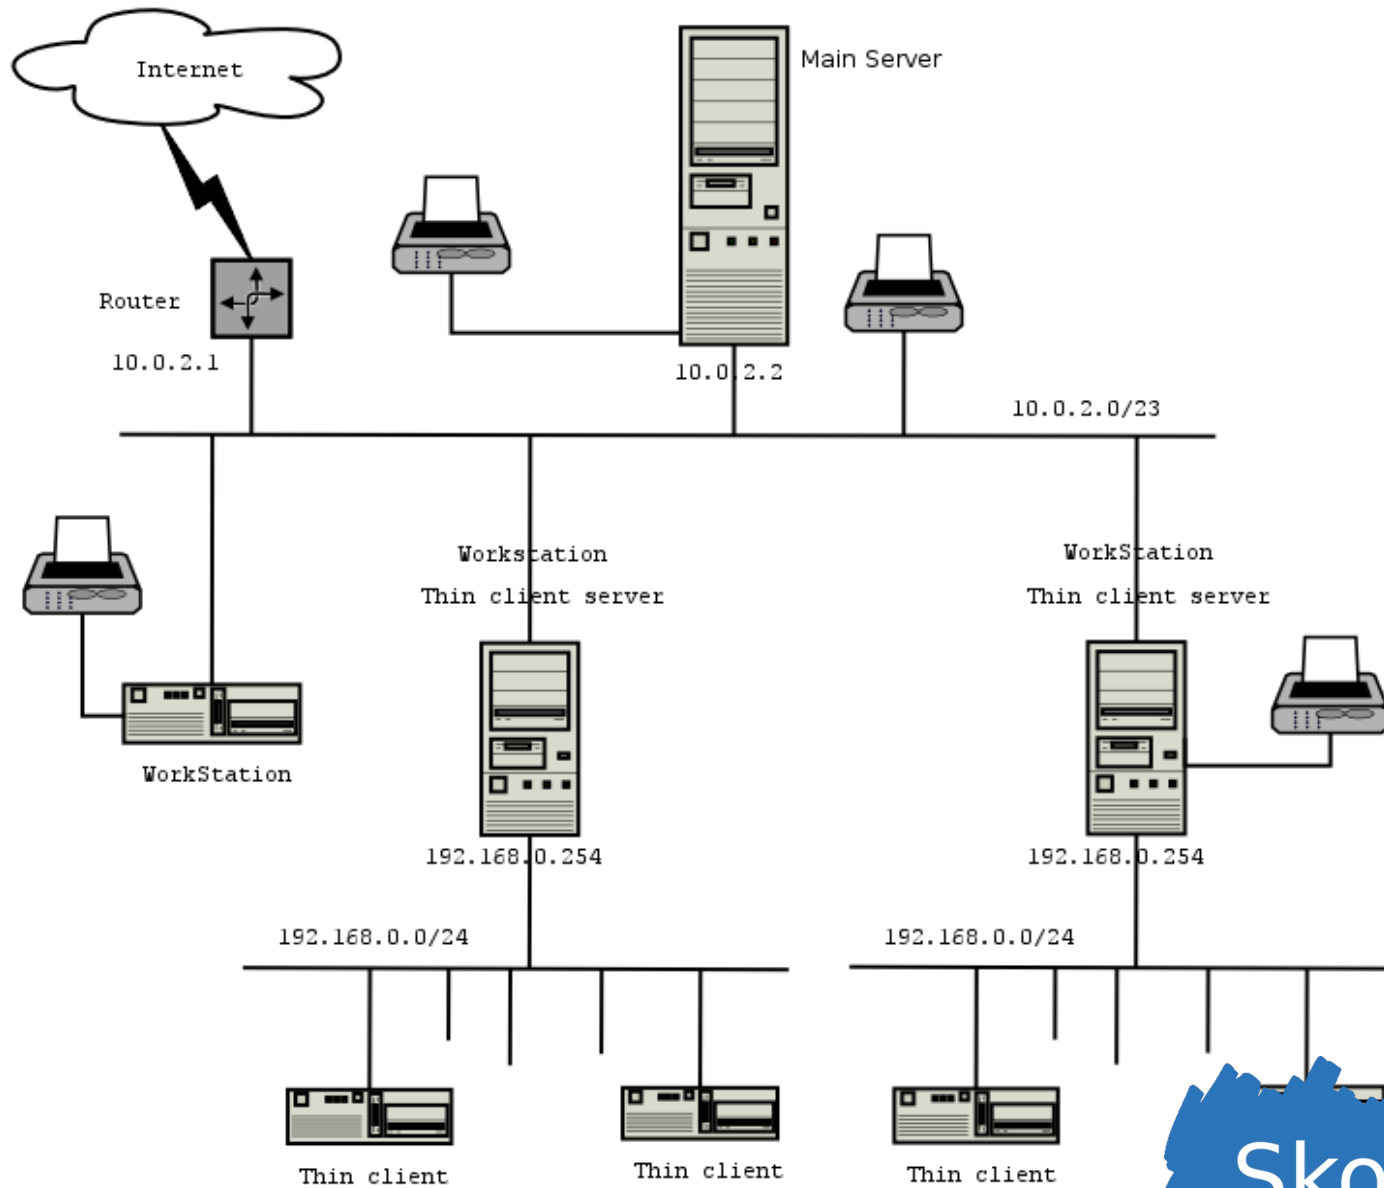 Internet
Main Server
Router
10.0.2.1
10.0.2.2
10.0.2.0/23
Workstation
Thin client server
WorkStation
Thin client server
WorkStation
192.168.0.254
192.168.0.254
192.168.0.0/24
192.168.0.0/24
Thin client
Thin client
Thin client
Sko